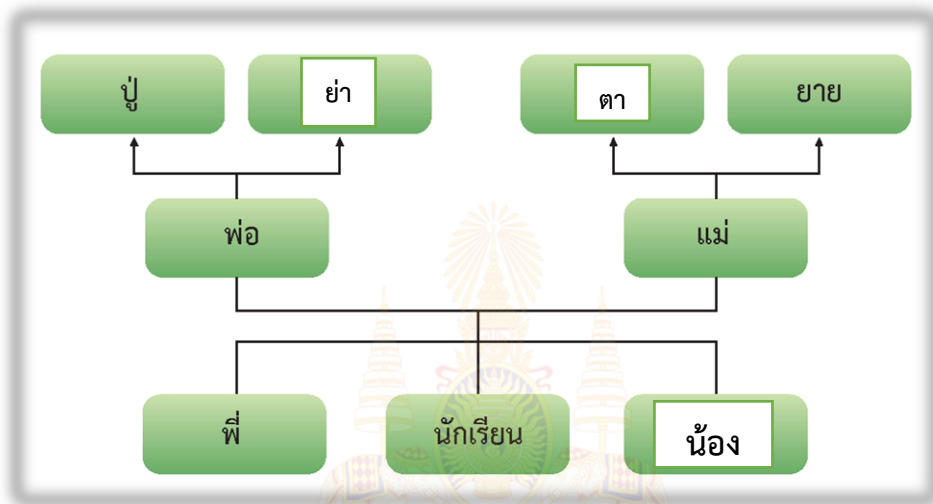 ปู่
ย่า
ตา
ยาย
พ่อ
แม่
พี่
นักเรียน
น้อง